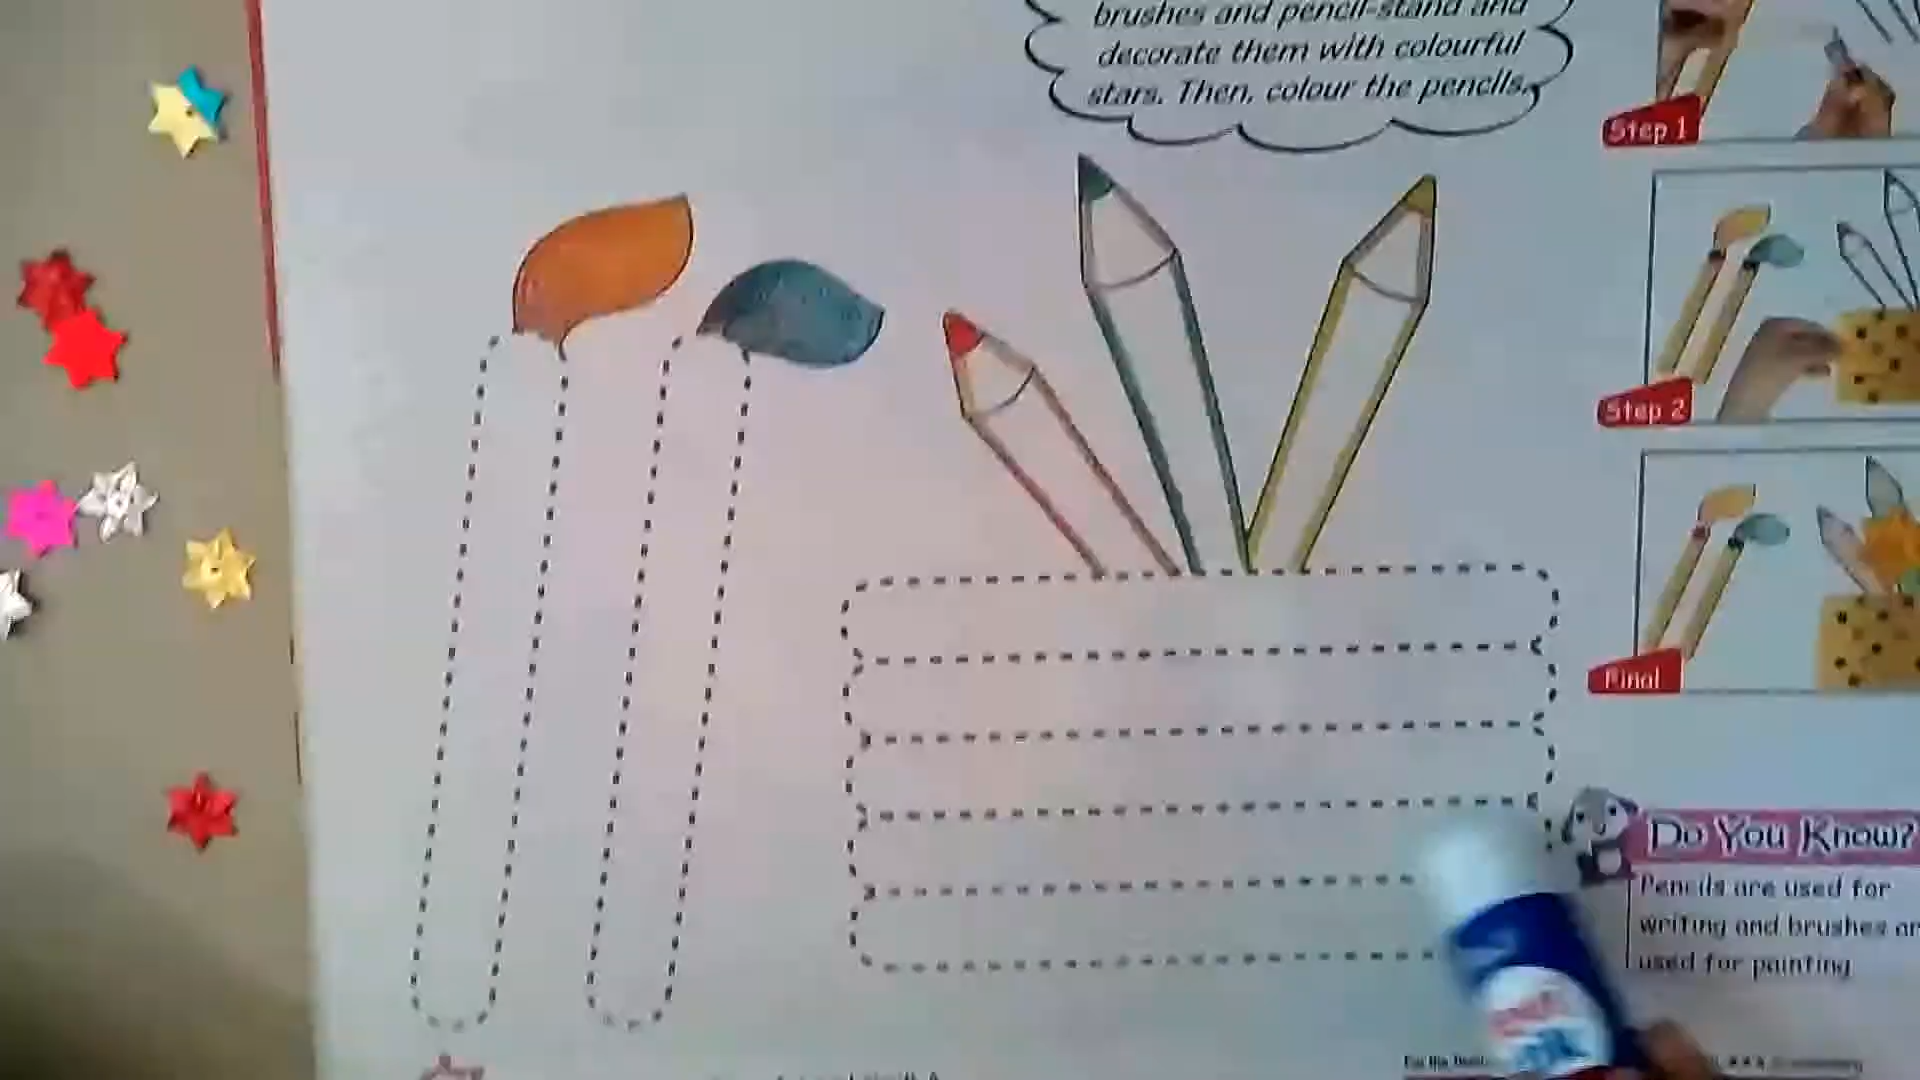 brushes and pencil-stand and
decorate them with colourful
stars. Then, colour the pencils.
Step 1
Step 2
Final
Do You Know?
Pencils are used for
writing and brushes ar
used for painting